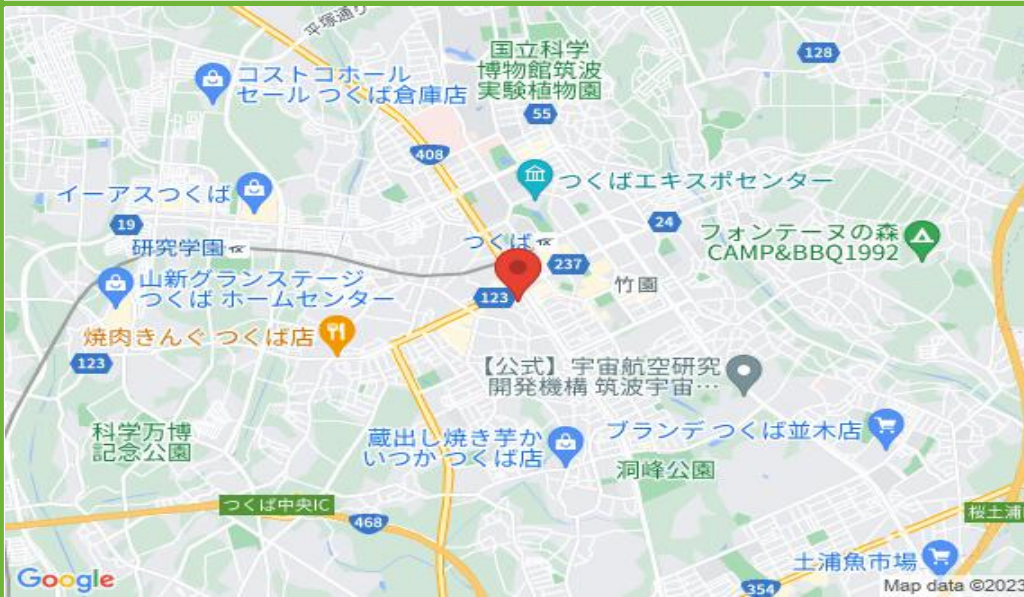 平塚通り
国立科学
博物館筑波
実験植物園
128
コストコホール
セール つくば倉庫店
55
408
つくばエキスポセンター
イーアスつくば
19
24
研究学園
つくば
フォンテーヌの森
CAMP&BBQ1992
237
竹園
山新グランステージ
つくば ホームセンター
123
焼肉きんぐ つくば店
123
【公式】宇宙航空研究
開発機構 筑波宇宙…
科学万博
記念公園
蔵出し焼き芋か
いつか つくば店
ブランデ つくば並木店
洞峰公園
つくば中央IC
468
桜土浦
土浦魚市場
354
Google
Map data ©2023